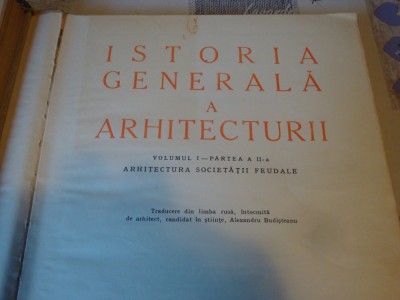 ISTORIA
GENERALĂ
A
ARHITECTURII
VOLUMUL I — PARTEA A II-a
ARHITECTURA SOCIETĂȚII FEUDALE
Traducere din limba rusă, întocmită
de arhitect, candidat în științe, Alexandru Budișteanu